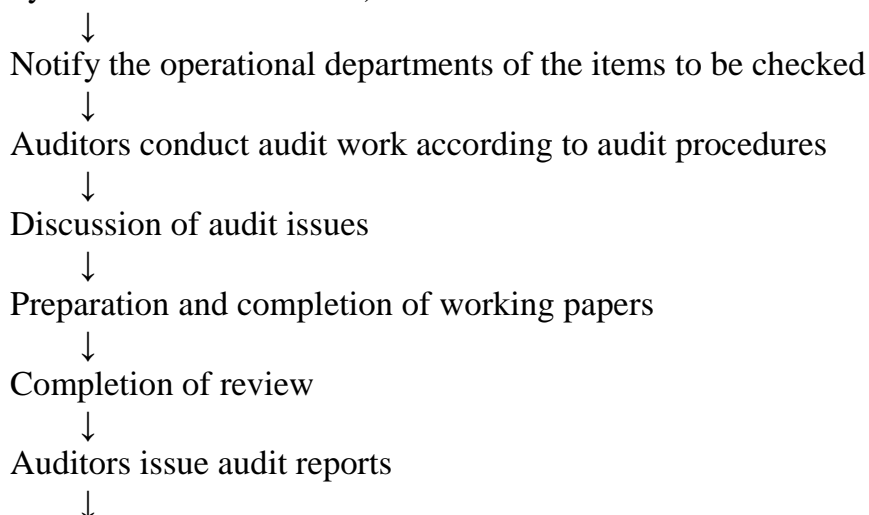 ↓
Notify the operational departments of the items to be checked
↓
Auditors conduct audit work according to audit procedures
↓
Discussion of audit issues
↓
Preparation and completion of working papers
↓
Completion of review
↓
Auditors issue audit reports
↓